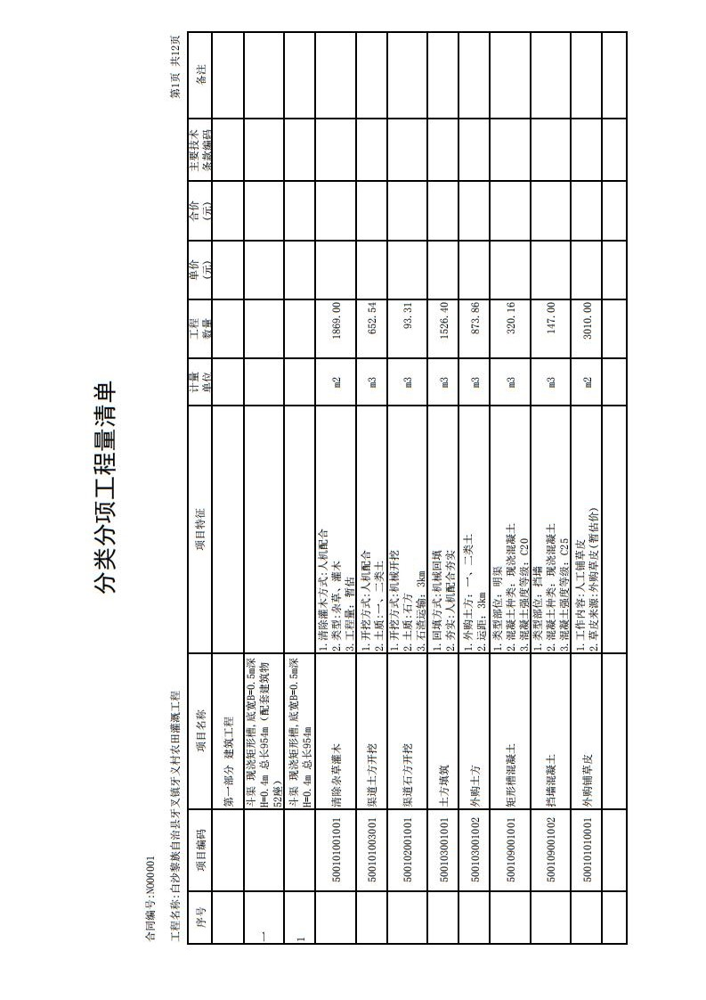 分类分项工程量清单
合同编号:NO00001
工程名称:白沙黎族自治县牙叉镇牙义村农田灌溉工程 第1页 共12页
序号 项目编码 项目名称 项目特征 计量单位 工程数量 单价(元) 合价(元) 主要技术条款编码 备注
第一部分 建筑工程
一 斗渠 现浇矩形槽,底宽B=0.5m深
H=0.4m 总长954m (配套建筑物
52座)
1 斗渠 现浇矩形槽,底宽B=0.5m深
H=0.4m 总长954m
500101001001 清除杂草灌木 1.清除灌木方式:人机配合 m2 1869.00
2.类型:杂草、灌木
3.工程量: 暂估
500101003001 渠道土方开挖 1.开挖方式:人机配合 m3 652.54
2.土质:一、二类土
500102001001 渠道石方开挖 1.开挖方式:机械开挖 m3 93.31
2.土质:石方
3.石渣运输: 3km
500103001001 土方填筑 1.回填方式:机械回填 m3 1526.40
2.夯实:人机配合夯实
500103001002 外购土方 1.外购土方: 一、二类土 m3 873.86
2.运距: 3km
500109001001 矩形槽混凝土 1.类型部位: 明渠 m3 320.16
2.混凝土种类: 现浇混凝土
3.混凝土强度等级: C20
500109001002 挡墙混凝土 1.类型部位: 挡墙 m3 147.00
2.混凝土种类: 现浇混凝土
3.混凝土强度等级: C25
500101010001 外购铺草皮 1.工作内容:人工铺草皮 m2 3010.00
2.草皮来源:外购草皮(暂估价)